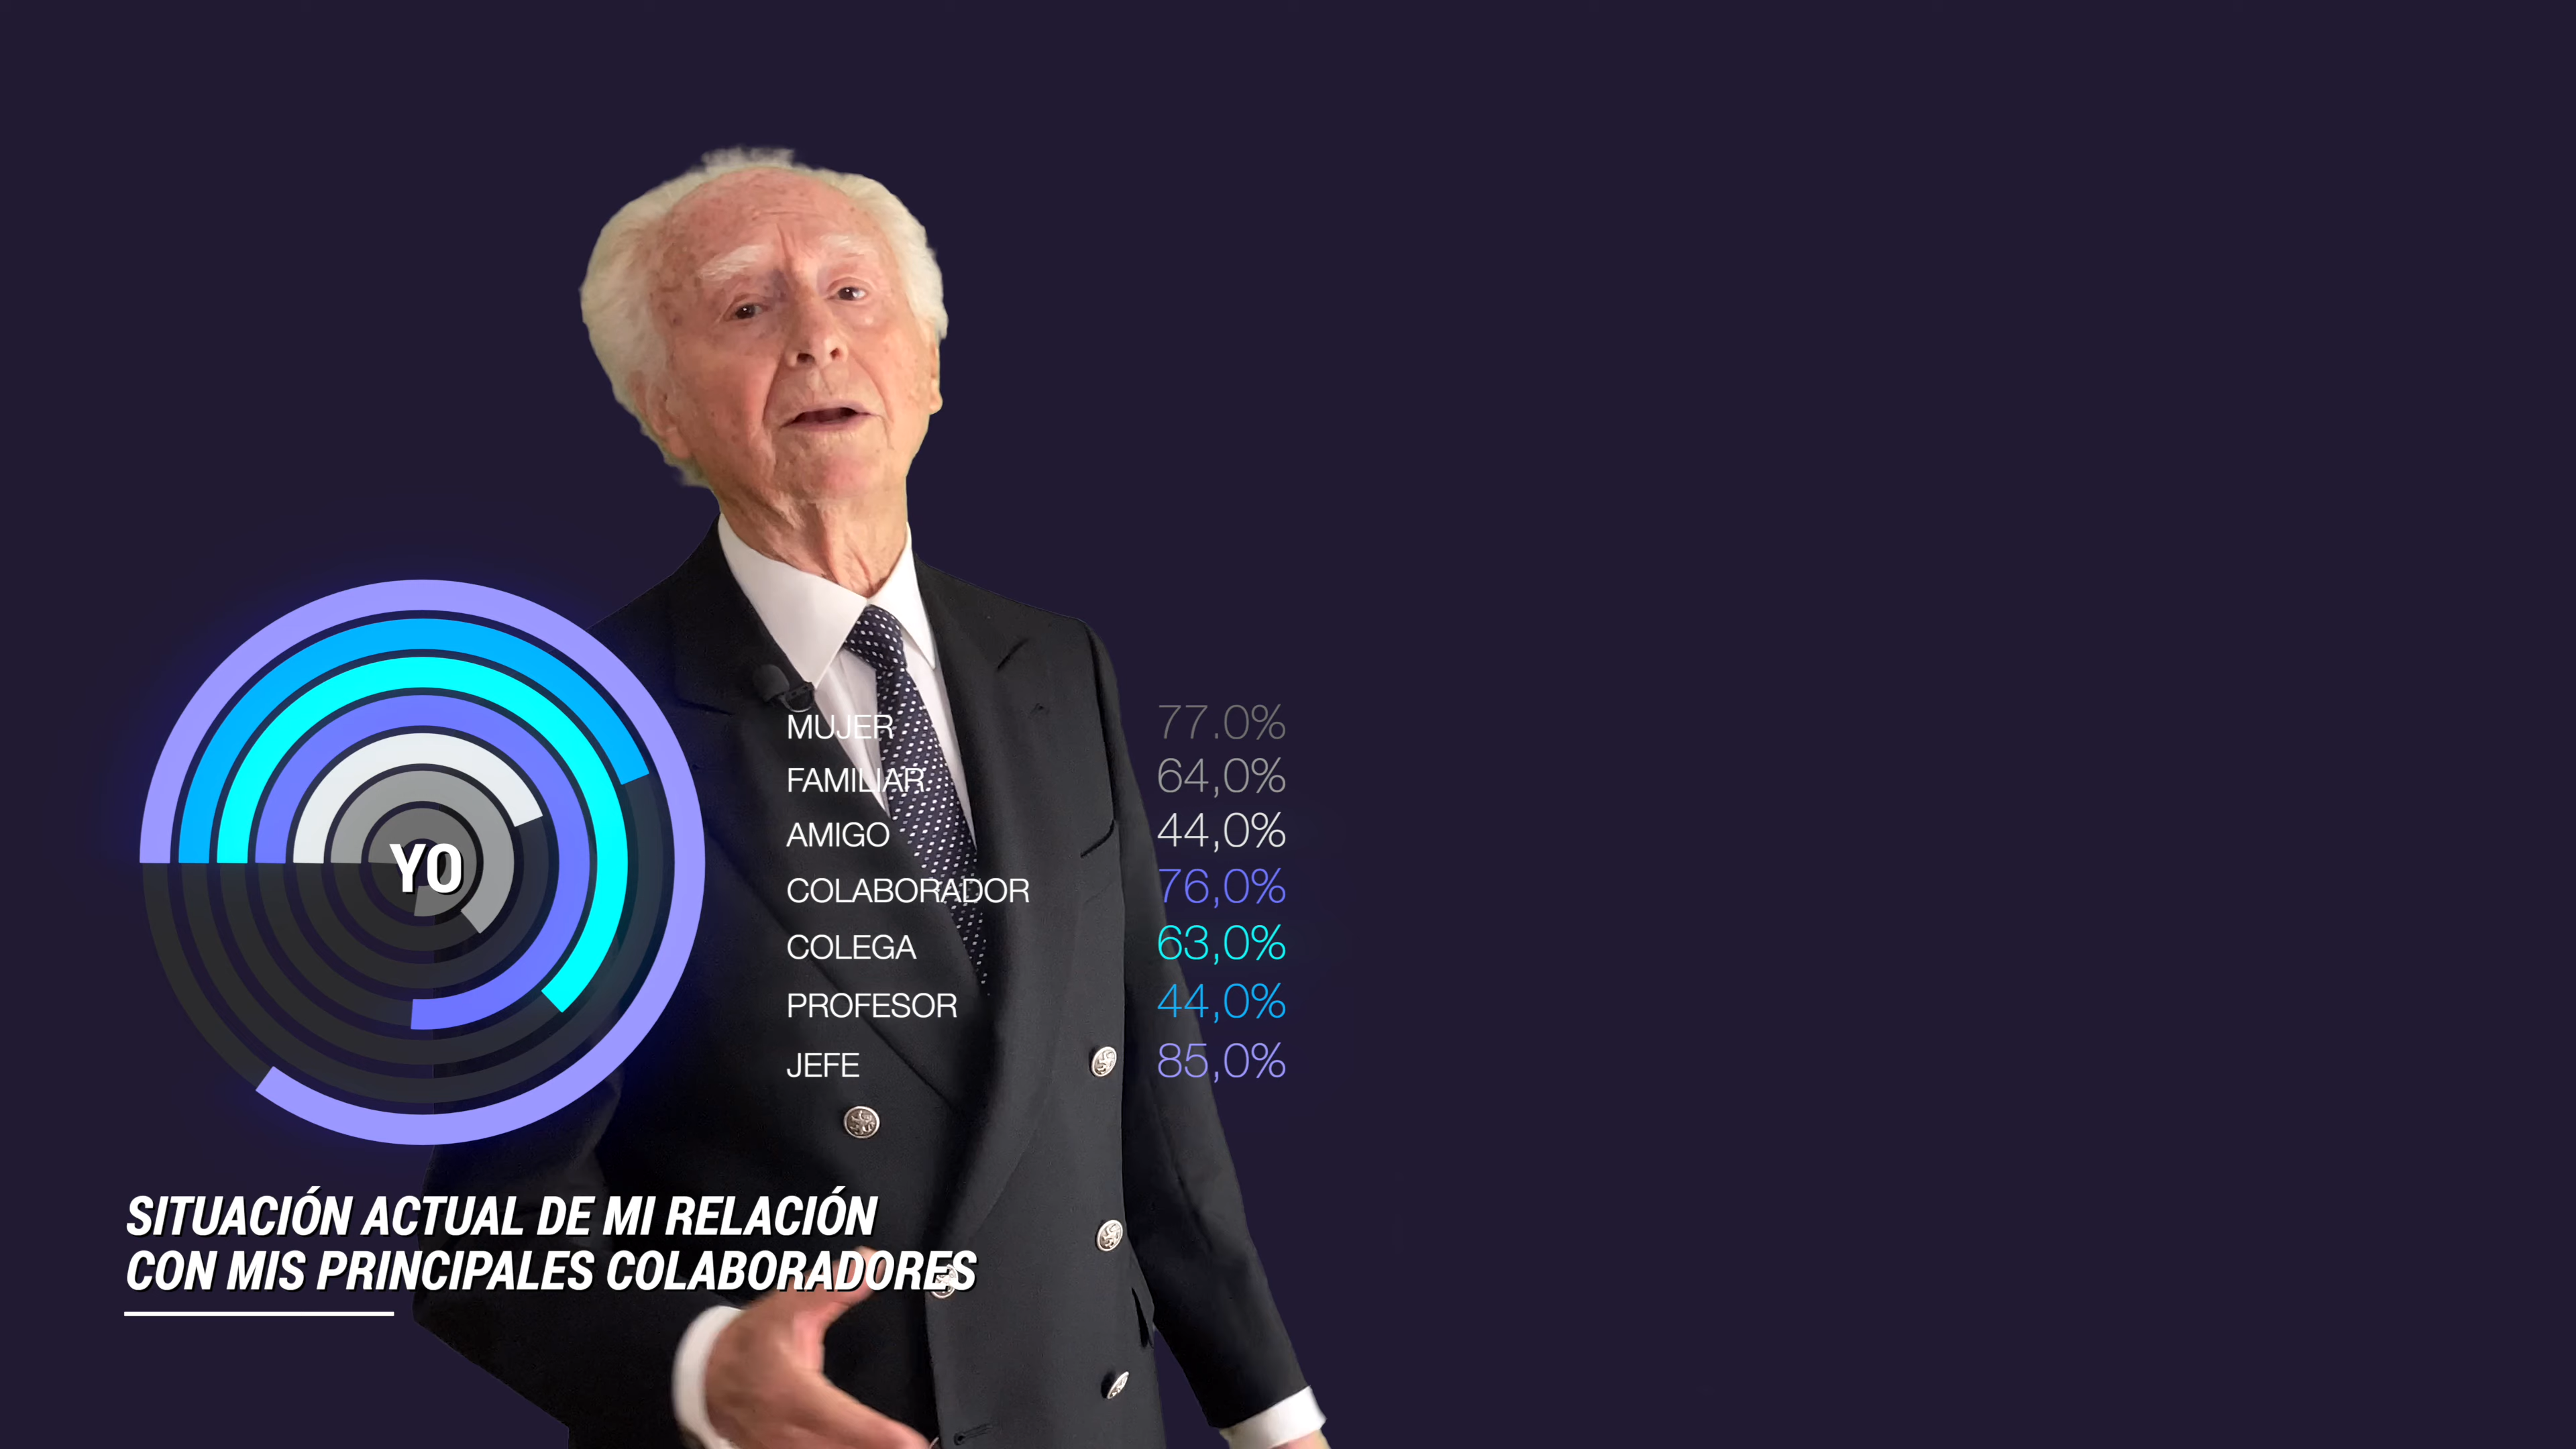 YO
MUJER 77.0%
FAMILIAR 64,0%
AMIGO 44,0%
COLABORADOR 76,0%
COLEGA 63,0%
PROFESOR 44,0%
JEFE 85,0%
SITUACIÓN ACTUAL DE MI RELACIÓN
CON MIS PRINCIPALES COLABORADORES